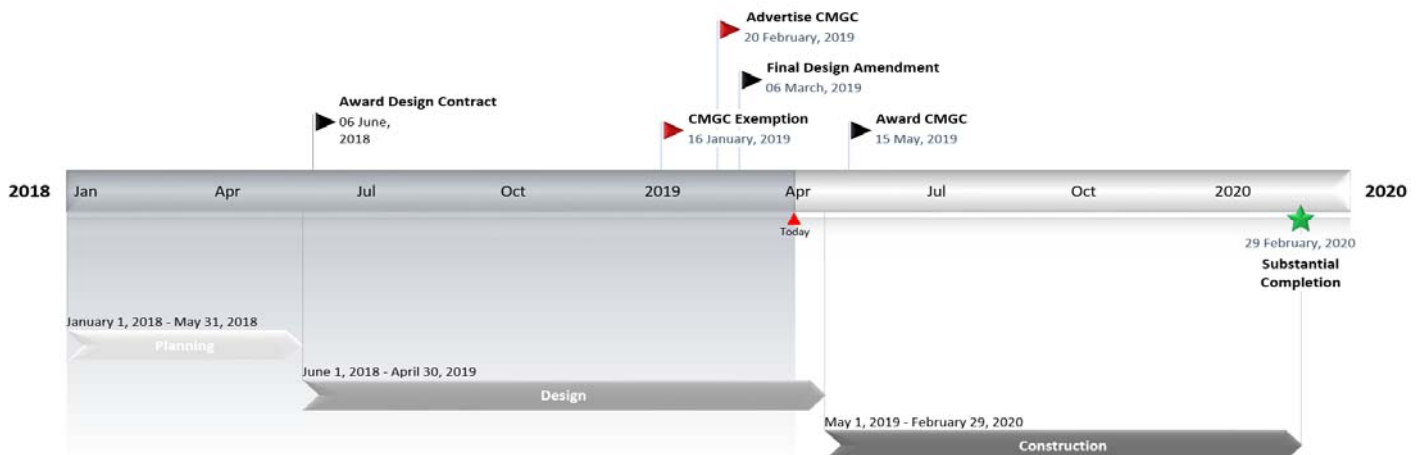 Advertise CMGC
20 February, 2019
Final Design Amendment
06 March, 2019
Award Design Contract
06 June,
2018
CMGC Exemption
16 January, 2019
Award CMGC
15 May, 2019
2018 Jan Apr Jul Oct 2019 Apr Jul Oct 2020 2020
Today
29 February, 2020
Substantial
Completion
January 1, 2018 - May 31, 2018
Planning
June 1, 2018 - April 30, 2019
Design
May 1, 2019 - February 29, 2020
Construction